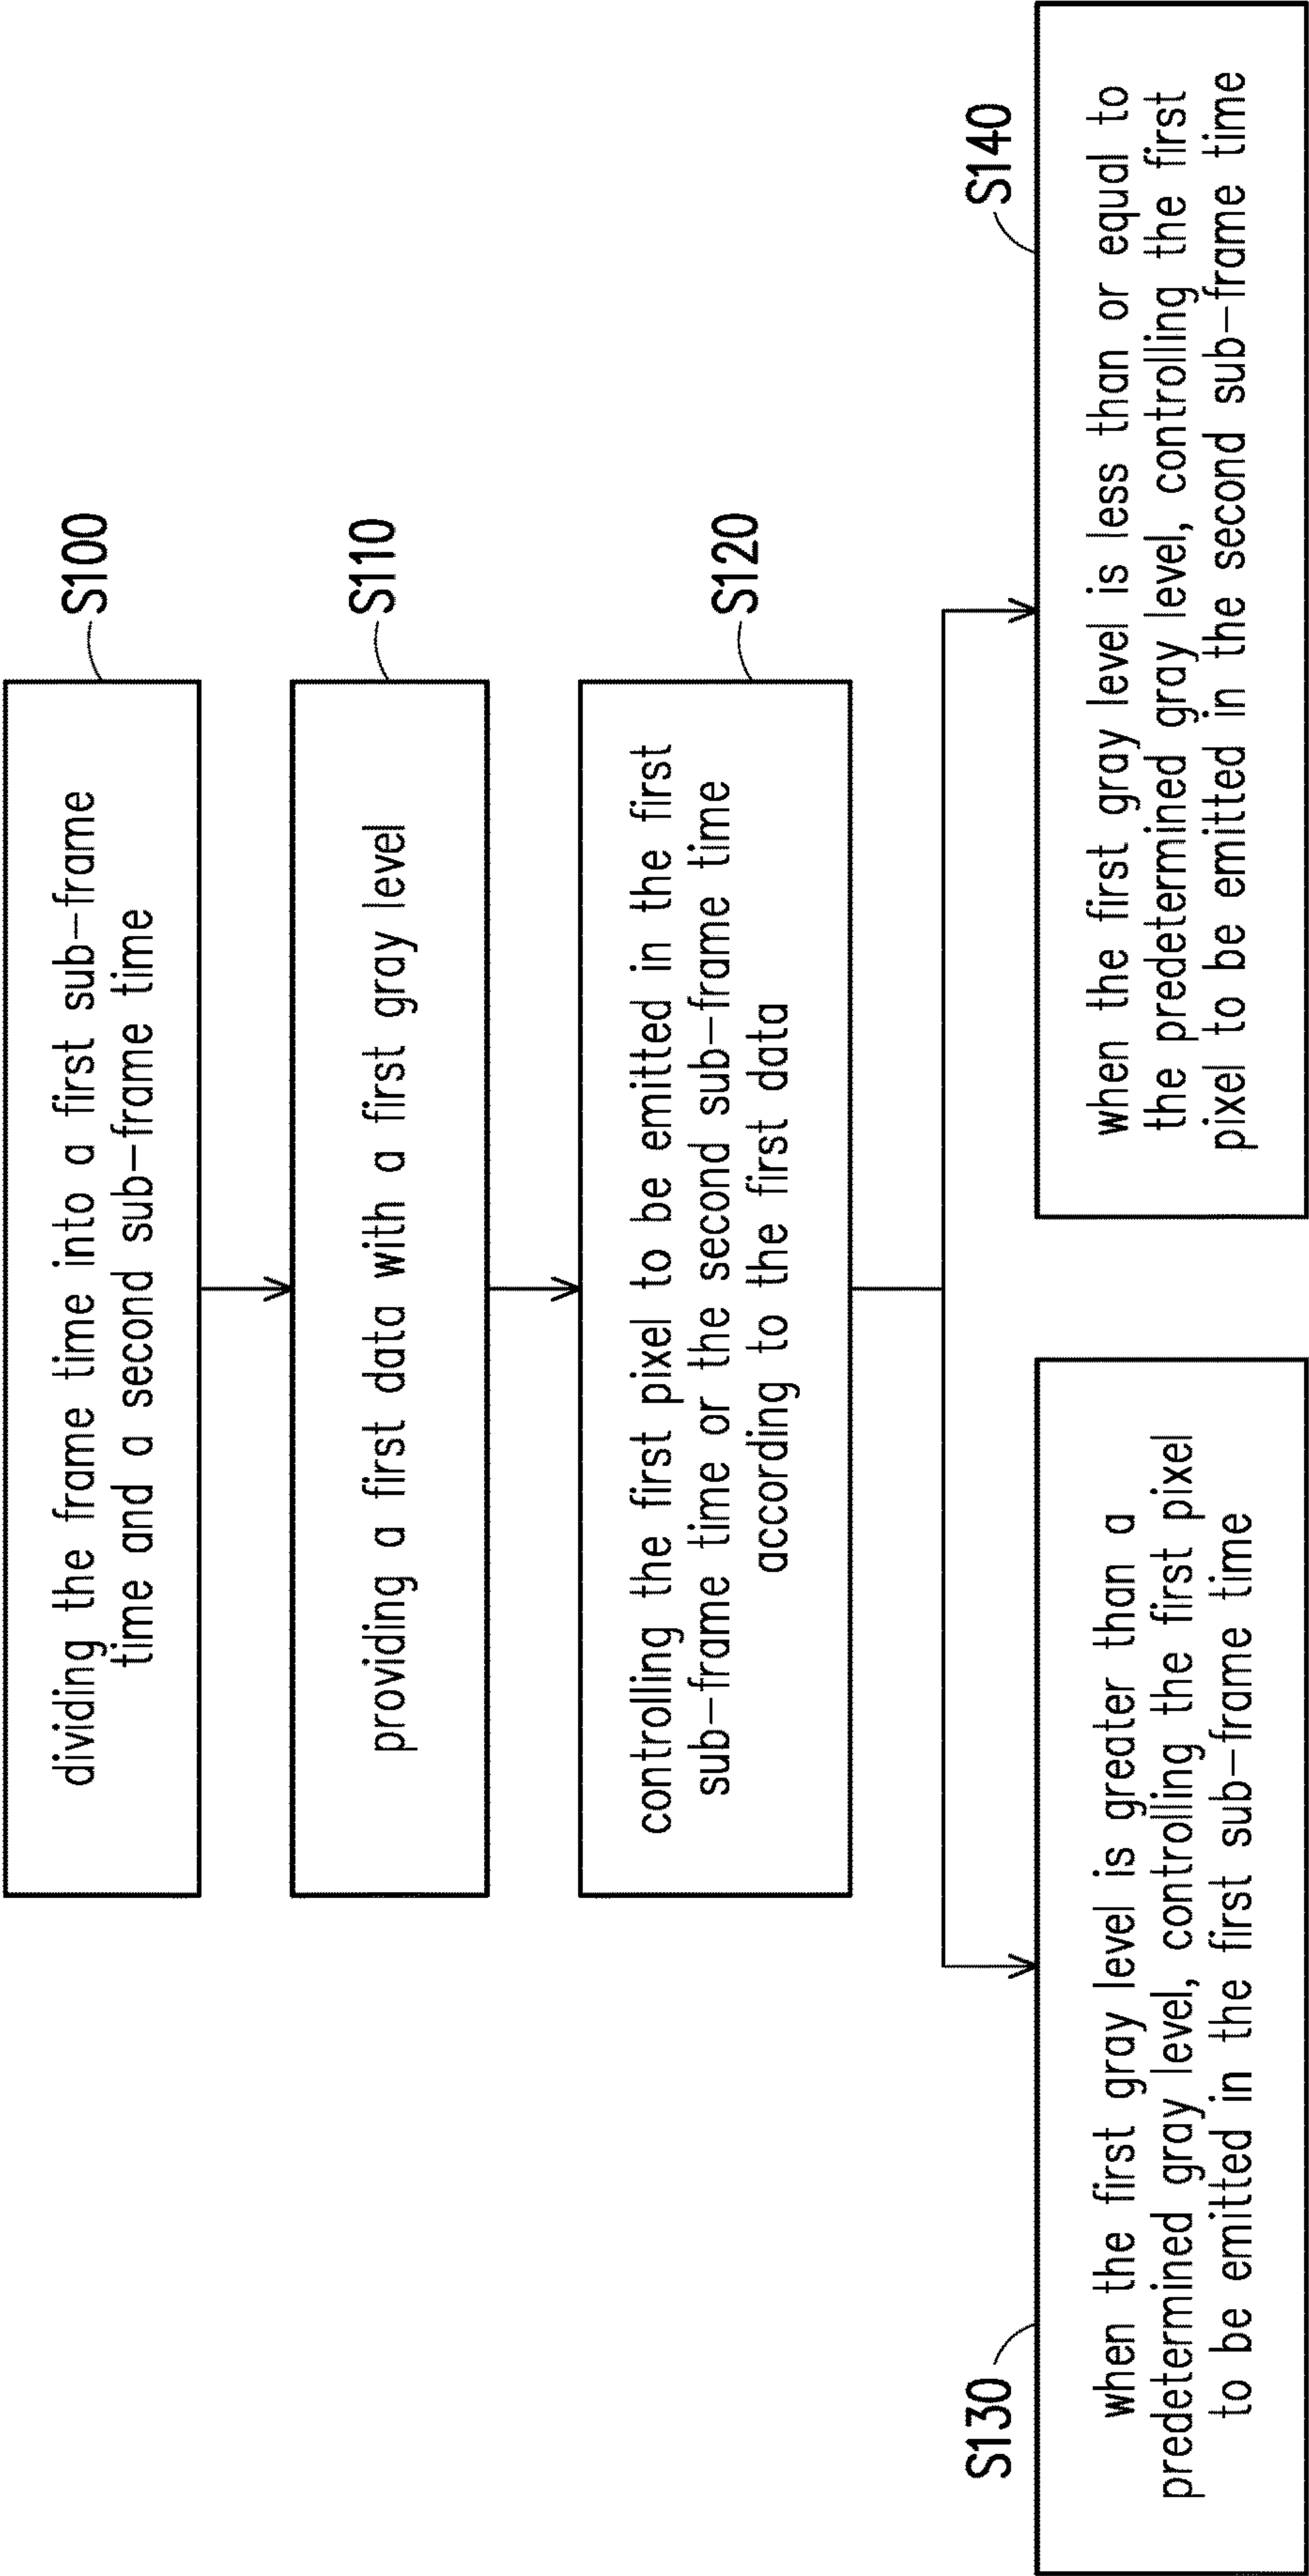 S100
dividing the frame time into a first sub-frame
time and a second sub-frame time
S110
providing a first data with a first gray level
S120
controlling the first pixel to be emitted in the first
sub-frame time or the second sub-frame time
according to the first data
S130
when the first gray level is greater than a
predetermined gray level, controlling the first pixel
to be emitted in the first sub-frame time
S140
when the first gray level is less than or equal to
the predetermined gray level, controlling the first
pixel to be emitted in the second sub-frame time